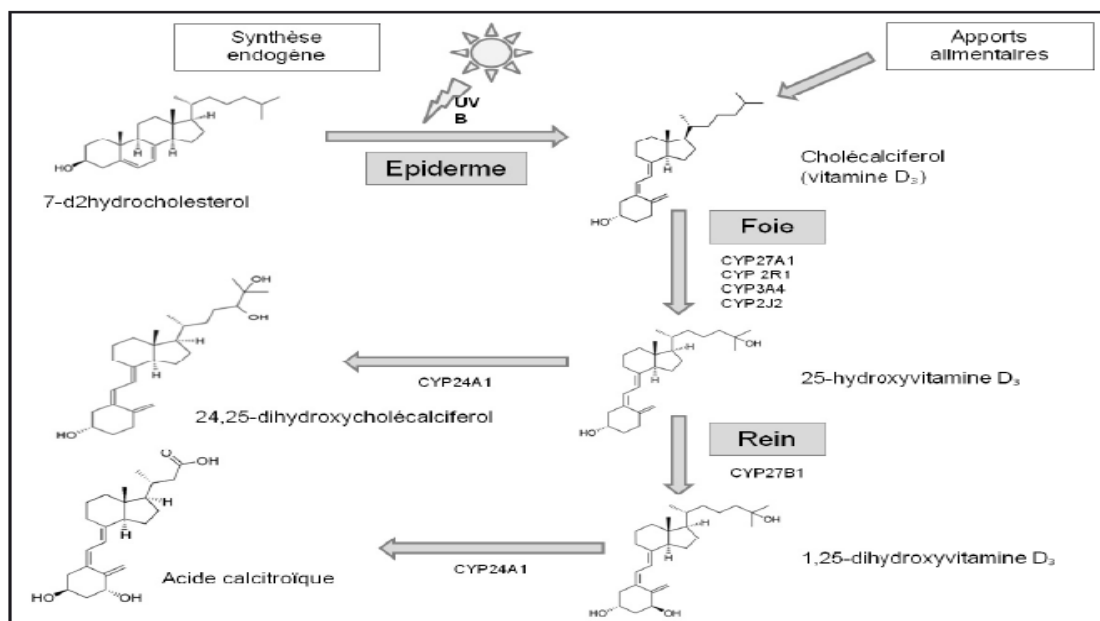 Synthèse
endogène
Apports
alimentaires
UV
B
Epiderme
HO
H
H
H
7-d2hydrocholesterol
H
H
HO
Cholécalciferol
(vitamine D₃)
Foie
CYP27A1
CYP 2R1
CYP3A4
CYP2J2
OH
OH
H
H
HO
24,25-dihydroxycholécalciferol
CYP24A1
H
OH
H
HO
25-hydroxyvitamine D₃
Rein
CYP27B1
O
OH
H
H
HO
OH
Acide calcitroïque
CYP24A1
H
OH
H
HO
OH
1,25-dihydroxyvitamine D₃